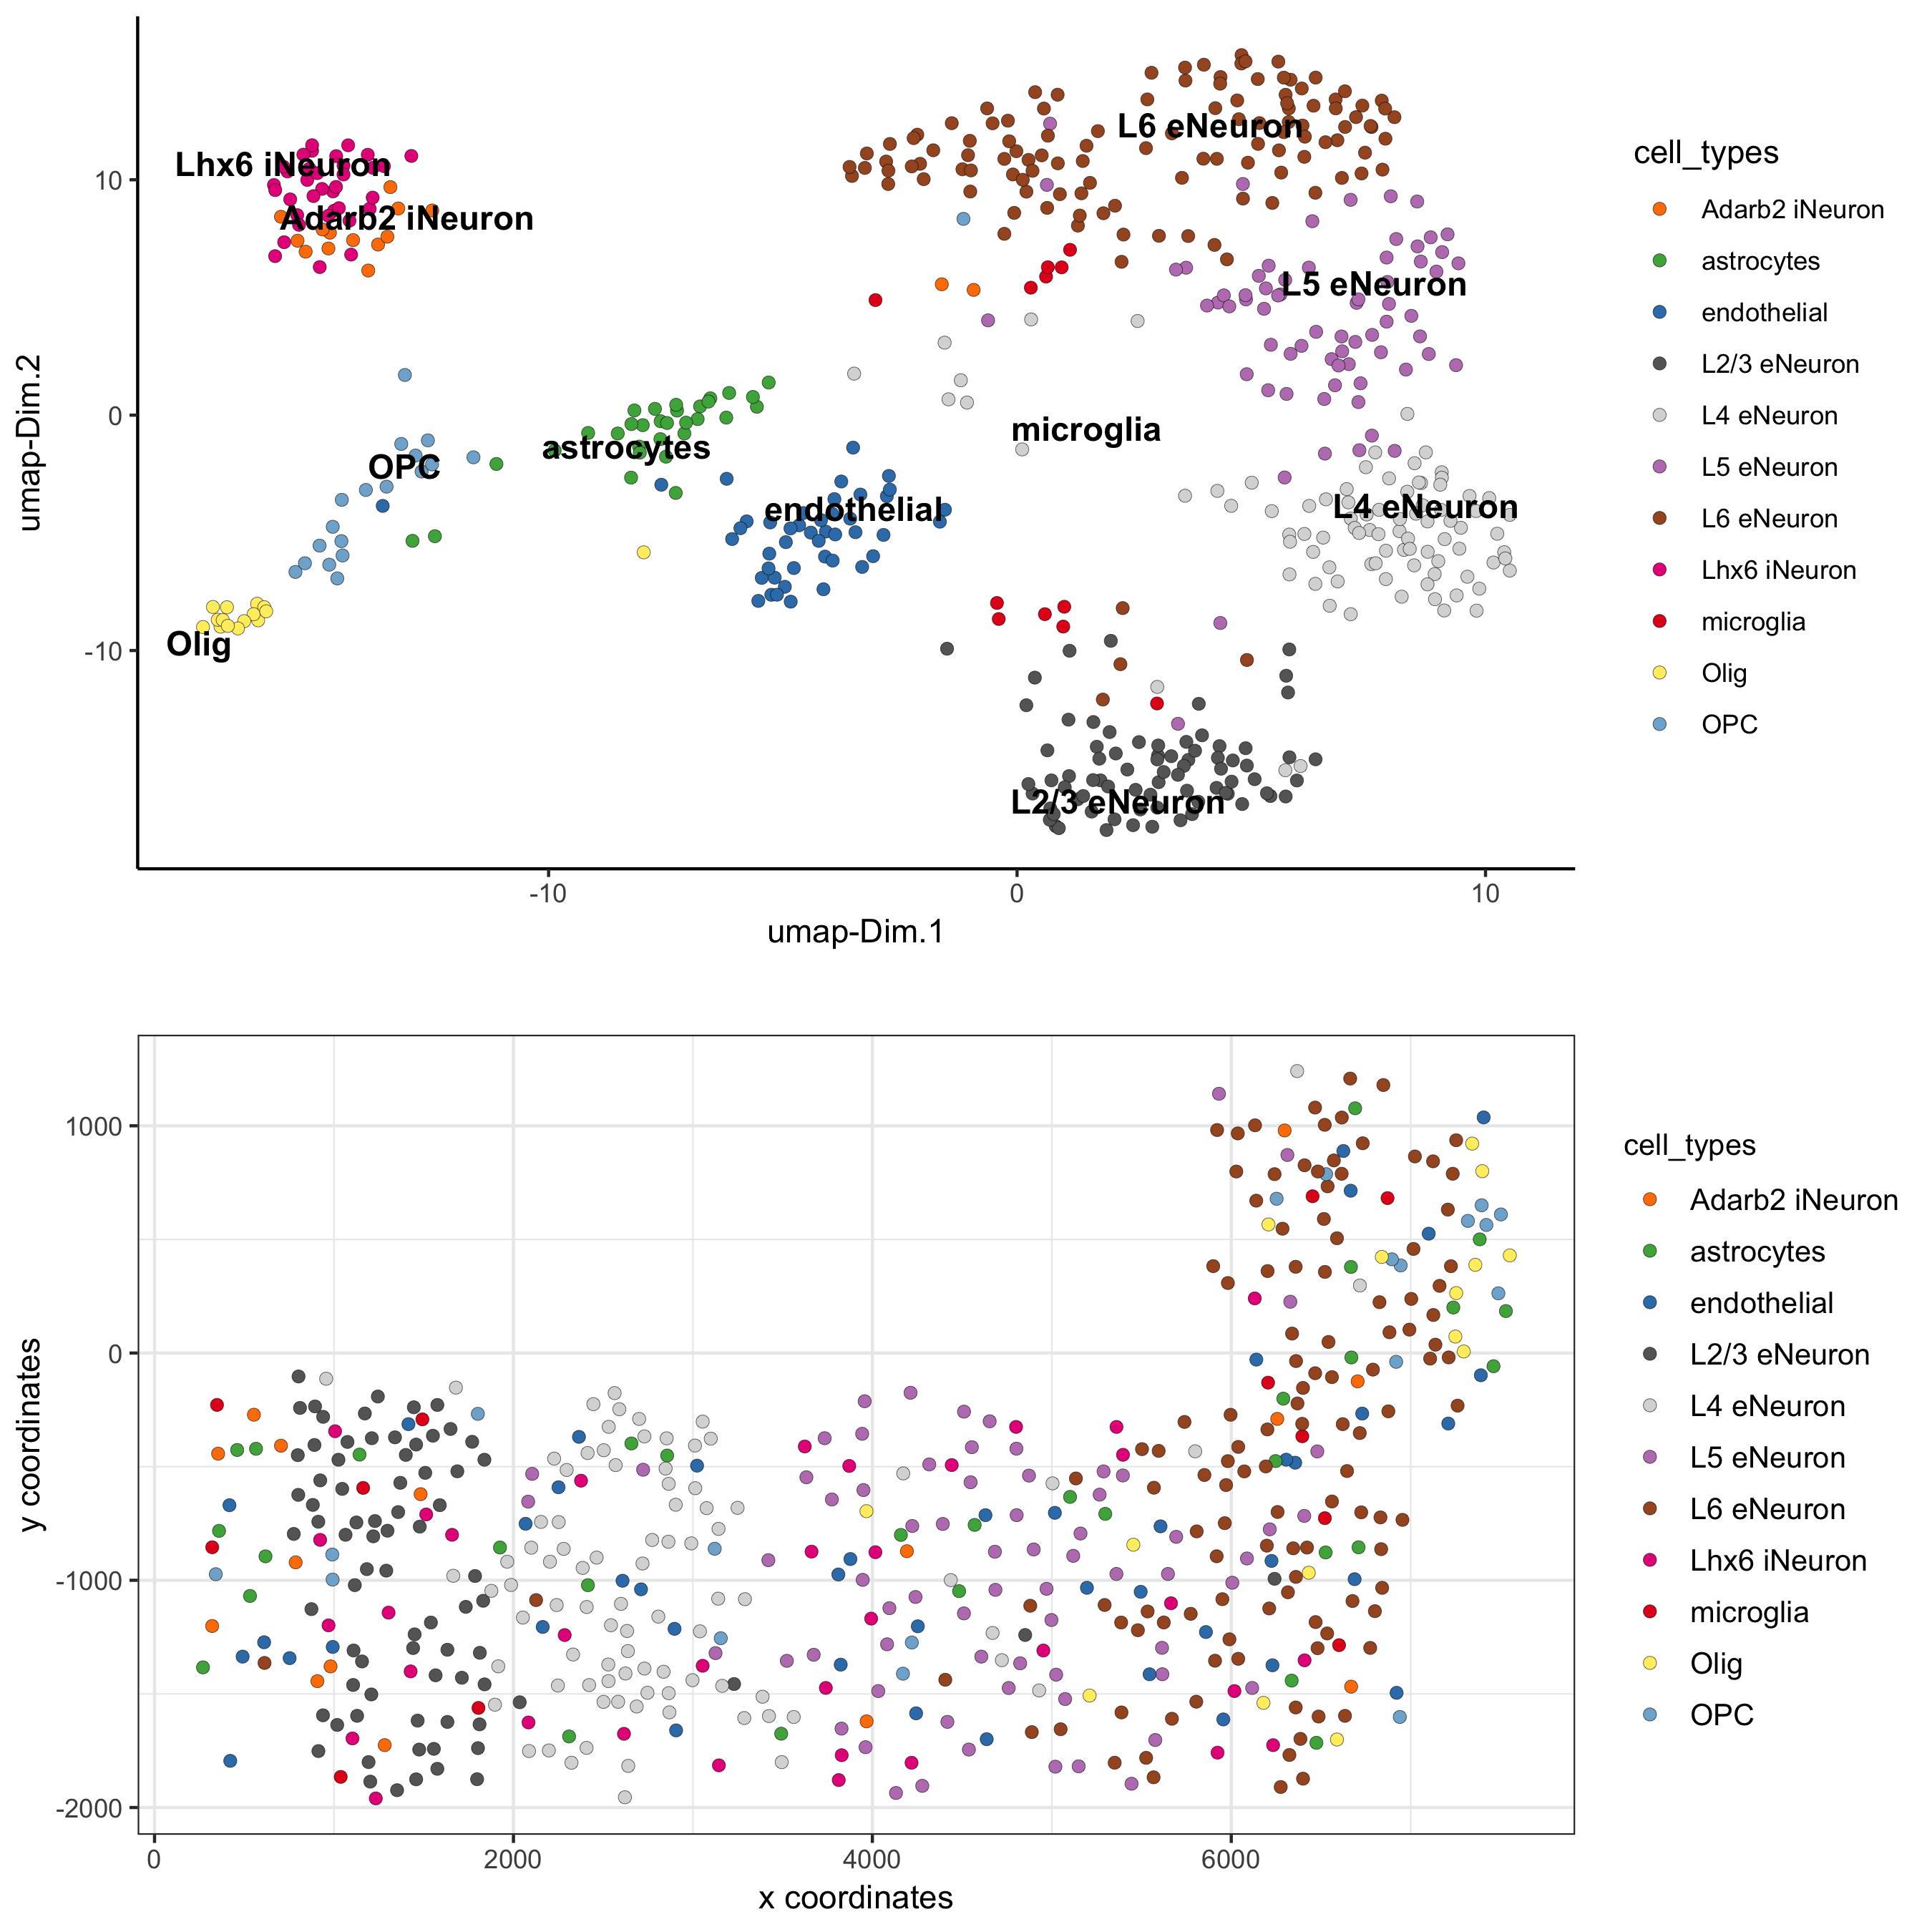 cell_types
Adarb2 iNeuron
astrocytes
endothelial
L2/3 eNeuron
L4 eNeuron
L5 eNeuron
L6 eNeuron
Lhx6 iNeuron
microglia
Olig
OPC
umap-Dim.2
10
0
-10
L6 eNeuron
Lhx6 iNeuron
Adarb2 iNeuron
L5 eNeuron
microglia
astrocytes
OPC
endothelial
L4 eNeuron
Olig
L2/3 eNeuron
-10
0
10
umap-Dim.1
cell_types
Adarb2 iNeuron
astrocytes
endothelial
L2/3 eNeuron
L4 eNeuron
L5 eNeuron
L6 eNeuron
Lhx6 iNeuron
microglia
Olig
OPC
y coordinates
1000
0
-1000
-2000
0
2000
4000
6000
x coordinates